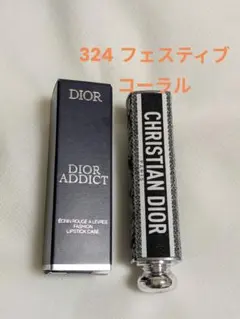 324 フェスティブ
コーラル
DIOR
DIOR
ADDICT
ÉCRIN ROUGE À LÈVRES
FASHION
LIPSTICK CASE
CHRISTIAN DIOR